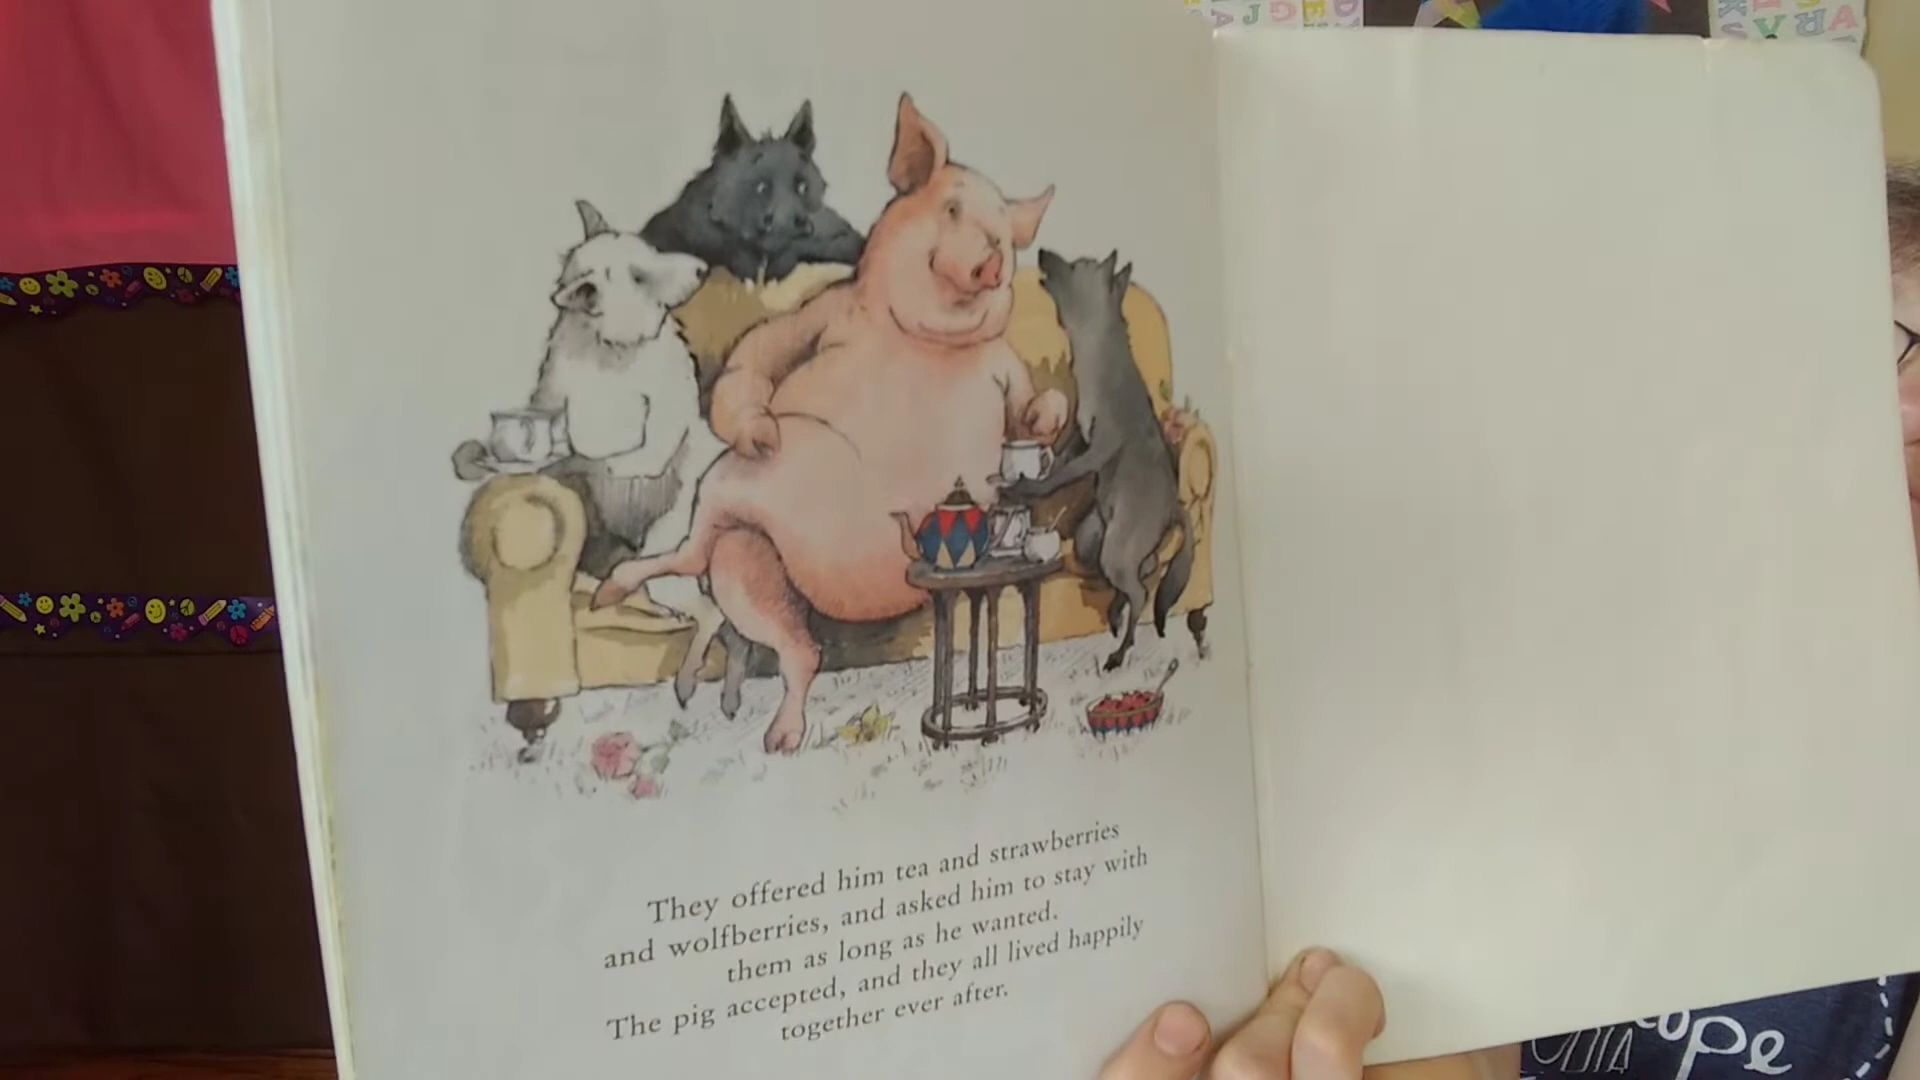 They offered him tea and strawberries
and wolfberries, and asked him to stay with
them as long as he wanted.
The pig accepted, and they all lived happily
together ever after.